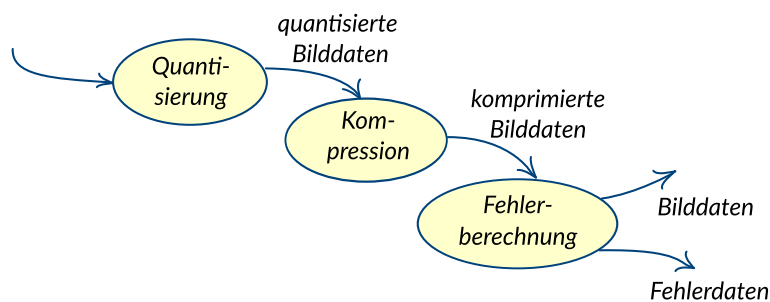 quantisierte
Bilddaten
Quanti-
sierung
komprimierte
Bilddaten
Kom-
pression
Fehler-
berechnung
Bilddaten
Fehlerdaten